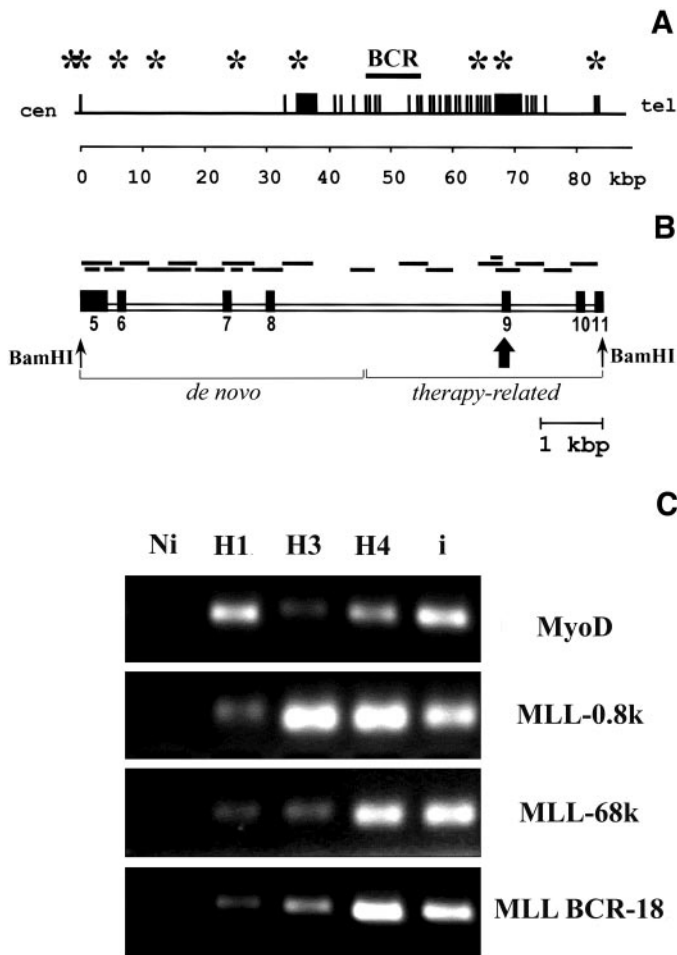 A
* * * * * * BCR * * *
cen tel
0 10 20 30 40 50 60 70 80 kbp
B
5 6 7 8 9 10 11
BamHI BamHI
de novo therapy-related
1 kbp
C
Ni H1 H3 H4 i
MyoD
MLL-0.8k
MLL-68k
MLL BCR-18